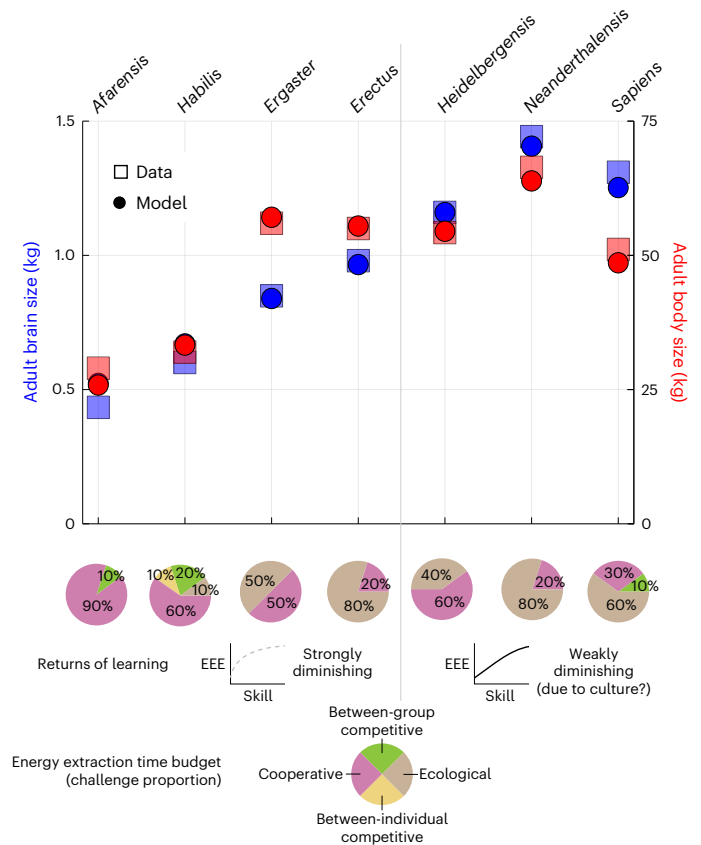 Afarensis
Habilis
Ergaster
Erectus
Heidelbergensis
Neanderthalensis
Sapiens
1.5
75
Data
Model
1.0
50
Adult brain size (kg)
Adult body size (kg)
0.5
25
0
0
10%
90%
10%
20%
10%
60%
50%
50%
20%
80%
40%
60%
20%
80%
30%
10%
60%
Returns of learning
EEE
Skill
Strongly
diminishing
EEE
Skill
Weakly
diminishing
(due to culture?)
Between-group
competitive
Energy extraction time budget
(challenge proportion)
Cooperative
Ecological
Between-individual
competitive